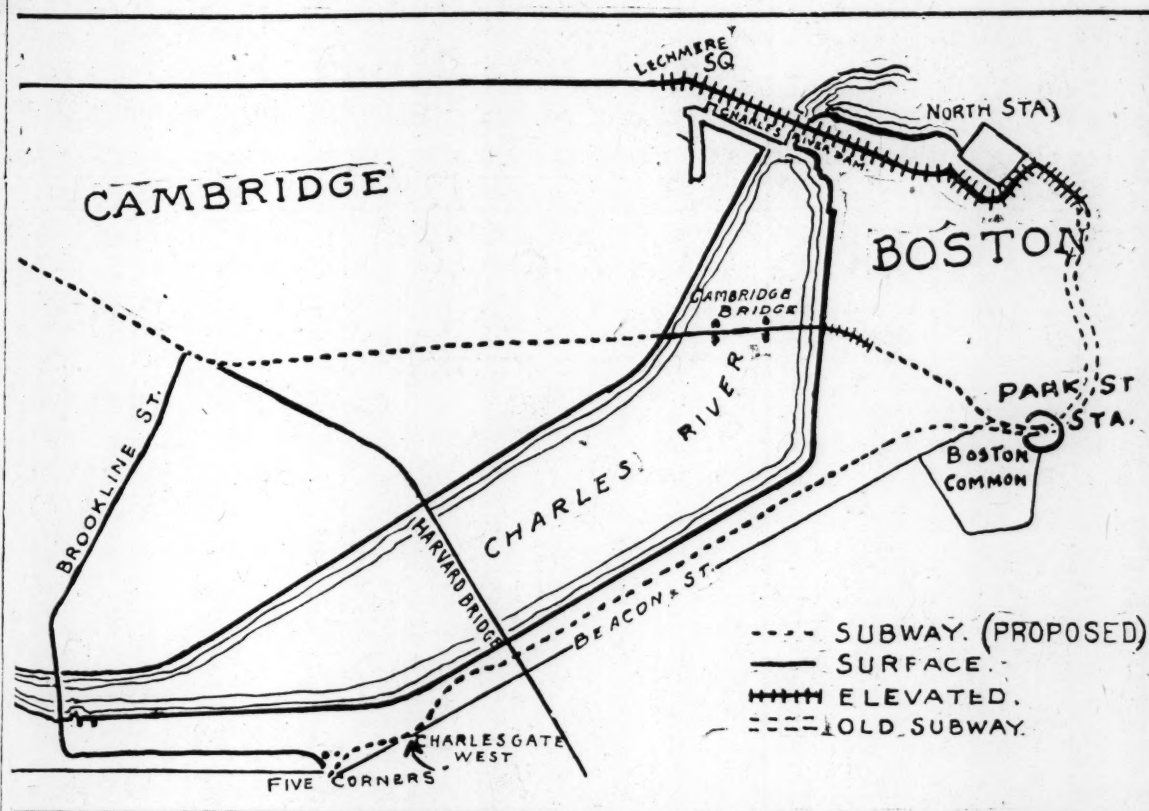 LECHMERE
SQ.
CHARLES RIVER DAM
NORTH STA.
CAMBRIDGE
BOSTON
CAMBRIDGE
BRIDGE
PARK ST
STA.
BOSTON
COMMON
BROOKLINE ST.
CHARLES RIVER
HARVARD BRIDGE
BEACON ST.
CHARLESGATE
WEST
FIVE CORNERS
SUBWAY. (PROPOSED)
SURFACE.
ELEVATED.
OLD SUBWAY.